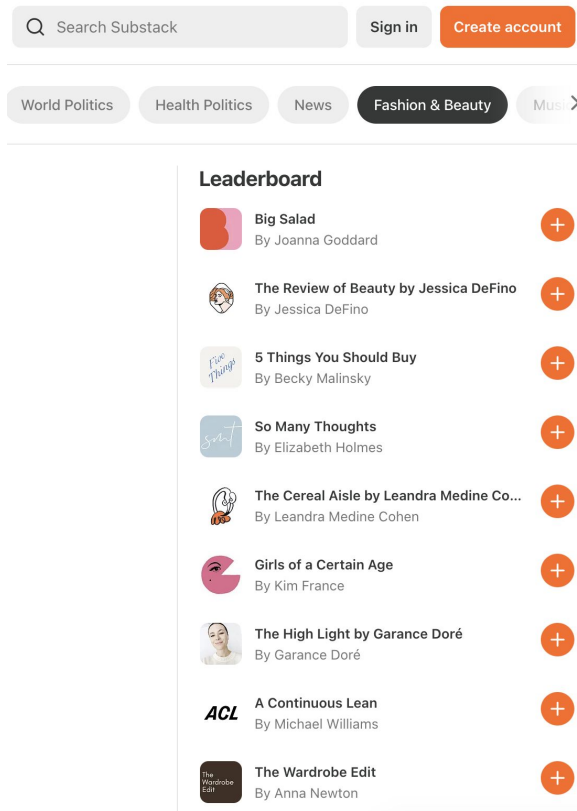 Search Substack
Sign in
Create account
World Politics
Health Politics
News
Fashion & Beauty
Music
Leaderboard
Big Salad
By Joanna Goddard
The Review of Beauty by Jessica DeFino
By Jessica DeFino
Five
Things
5 Things You Should Buy
By Becky Malinsky
smt
So Many Thoughts
By Elizabeth Holmes
The Cereal Aisle by Leandra Medine Co...
By Leandra Medine Cohen
Girls of a Certain Age
By Kim France
The High Light by Garance Doré
By Garance Doré
ACL
A Continuous Lean
By Michael Williams
The
Wardrobe
Edit
The Wardrobe Edit
By Anna Newton